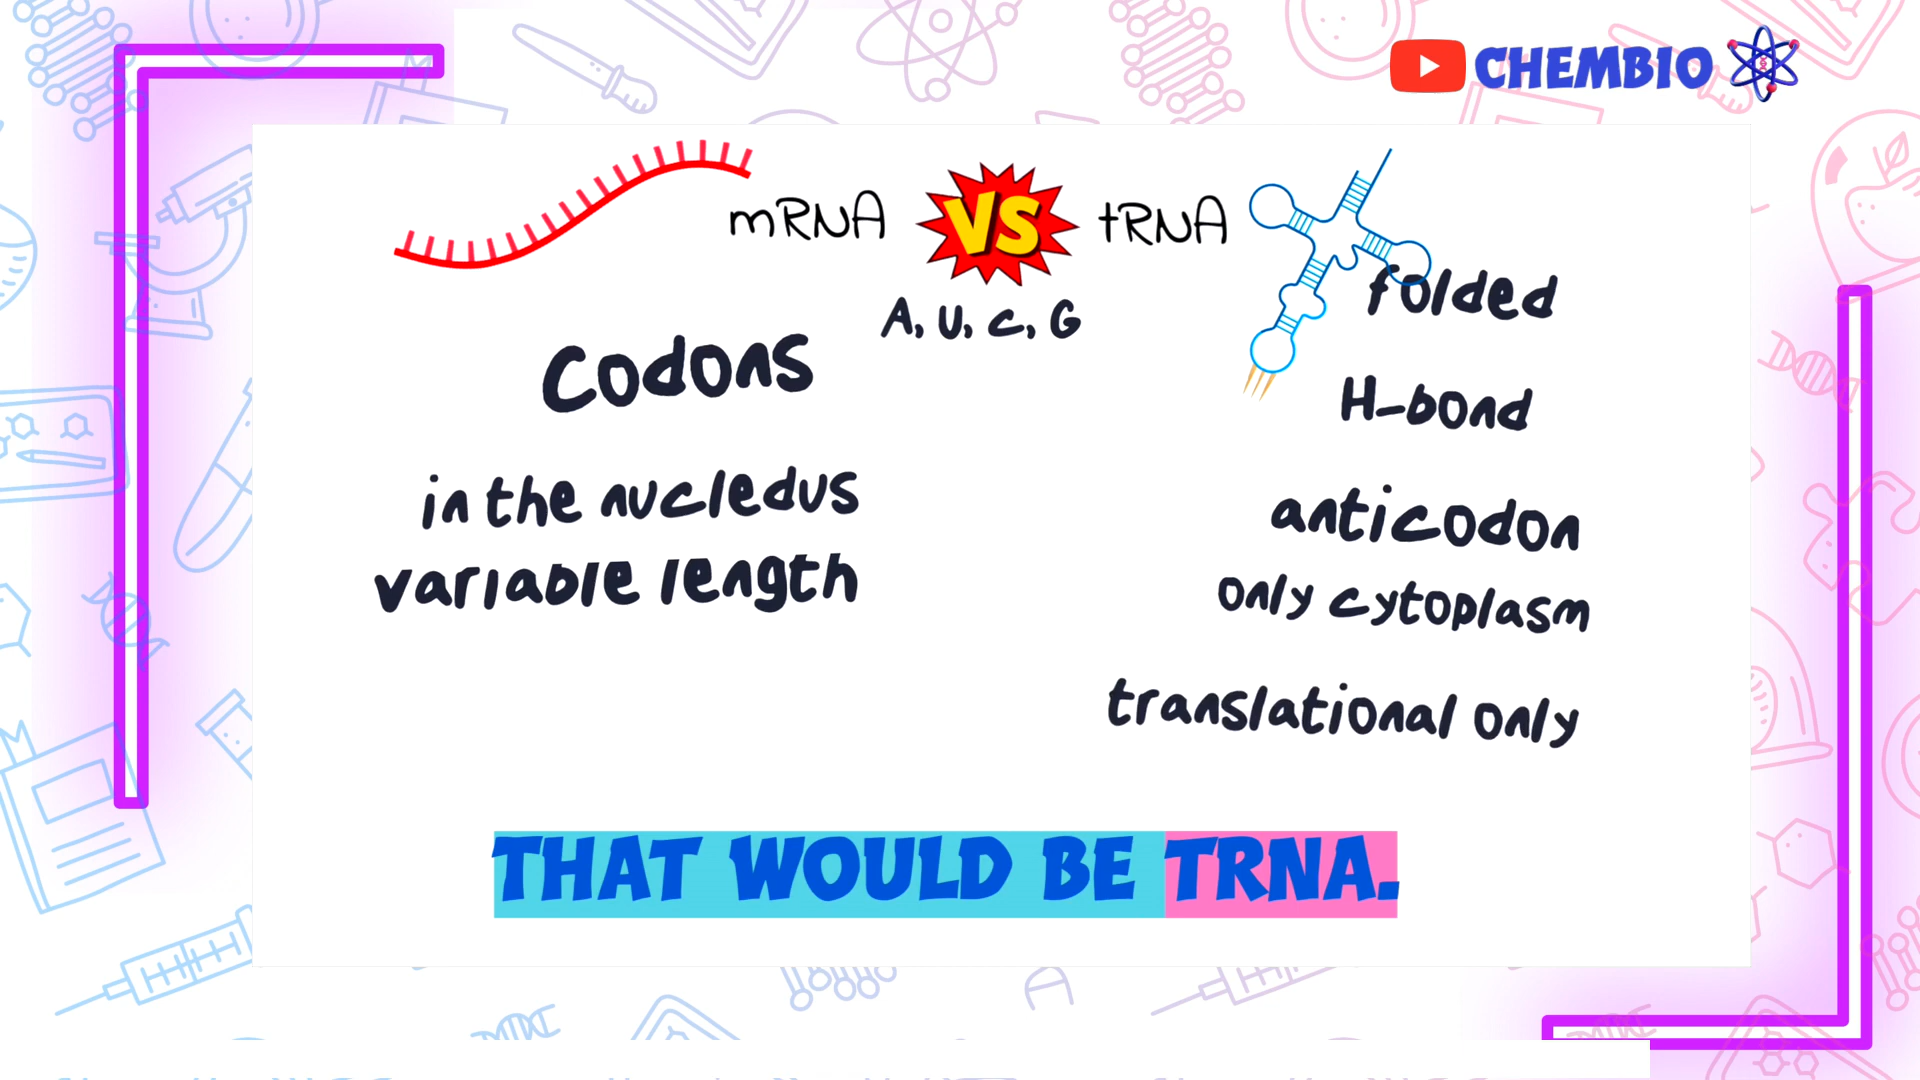 CHEMBIO
mRNA VS tRNA
A, U, C, G
Codons
in the nucledus
variable length
folded
H-bond
anticodon
only cytoplasm
translational only
THAT WOULD BE TRNA.